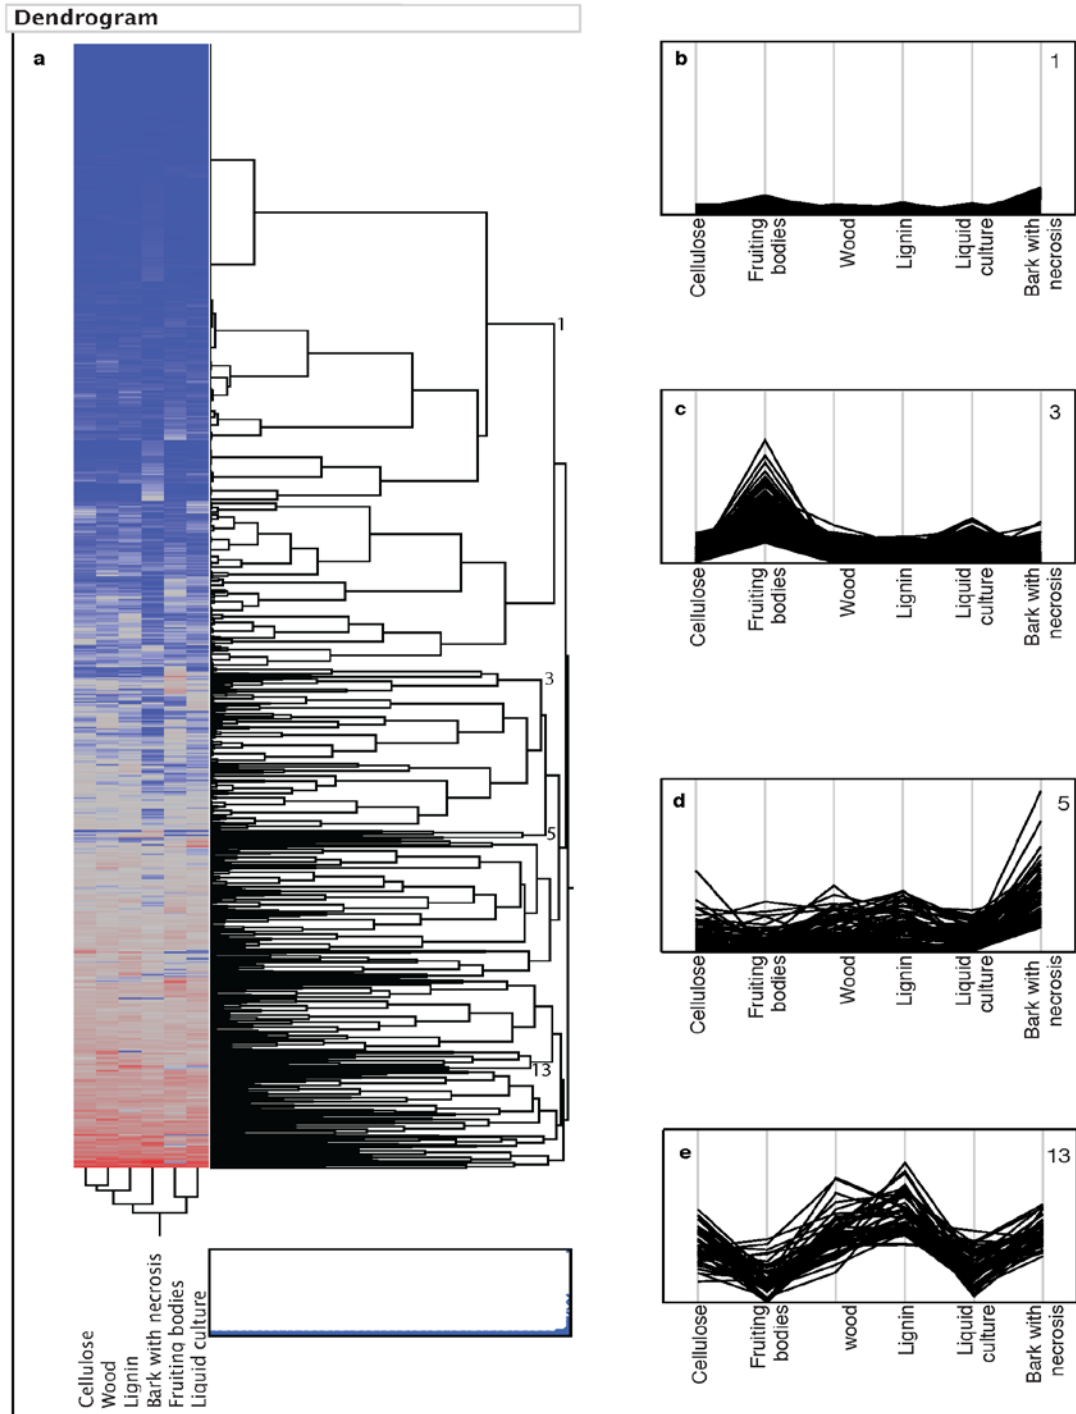 Dendrogram
a
1
3
5
13
Cellulose
Wood
Lignin
Bark with necrosis
Fruiting bodies
Liquid culture
b
1
Cellulose
Fruiting
bodies
Wood
Lignin
Liquid
culture
Bark with
necrosis
c
3
Cellulose
Fruiting
bodies
Wood
Lignin
Liquid
culture
Bark with
necrosis
d
5
Cellulose
Fruiting
bodies
Wood
Lignin
Liquid
culture
Bark with
necrosis
e
13
Cellulose
Fruiting
bodies
wood
Lignin
Liquid
culture
Bark with
necrosis